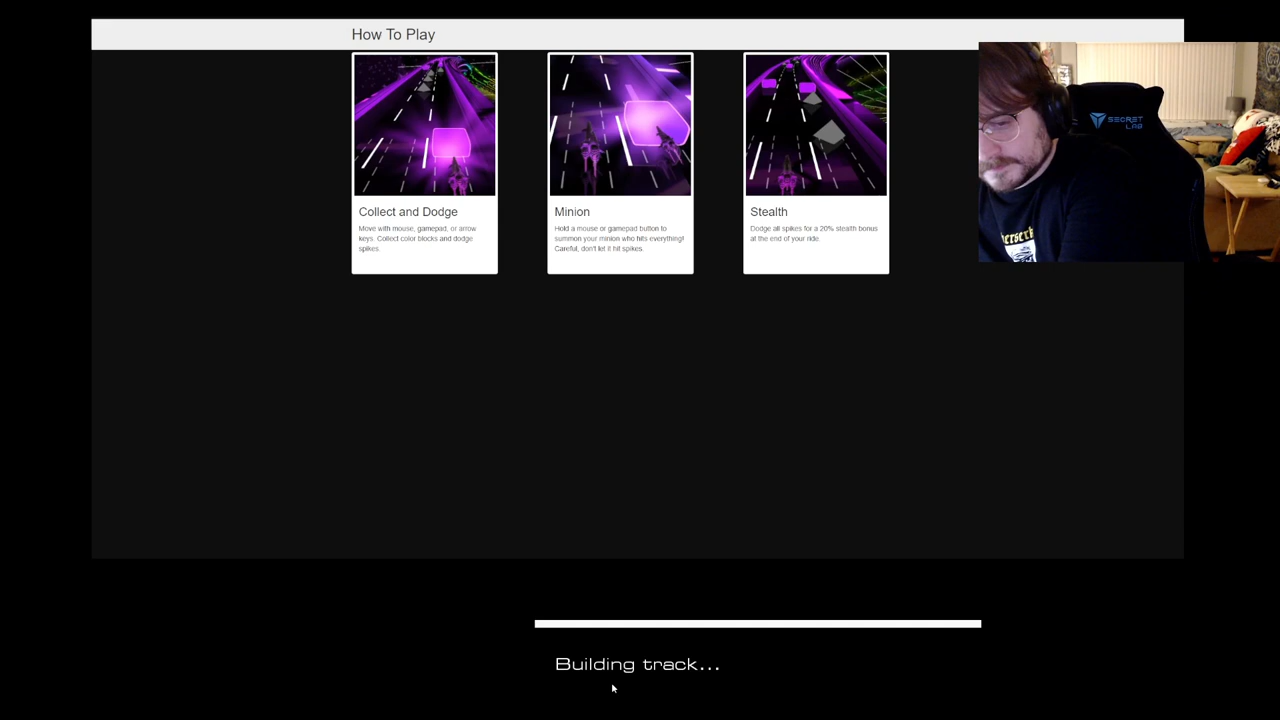 How To Play
Collect and Dodge
Move with mouse, gamepad, or arrow
keys. Collect color blocks and dodge
spikes.
Minion
Hold a mouse or gamepad button to
summon your minion who hits everything!
Careful, don't let it hit spikes.
Stealth
Dodge all spikes for a 20% stealth bonus
at the end of your ride.
SECRET
LAB
Building track...